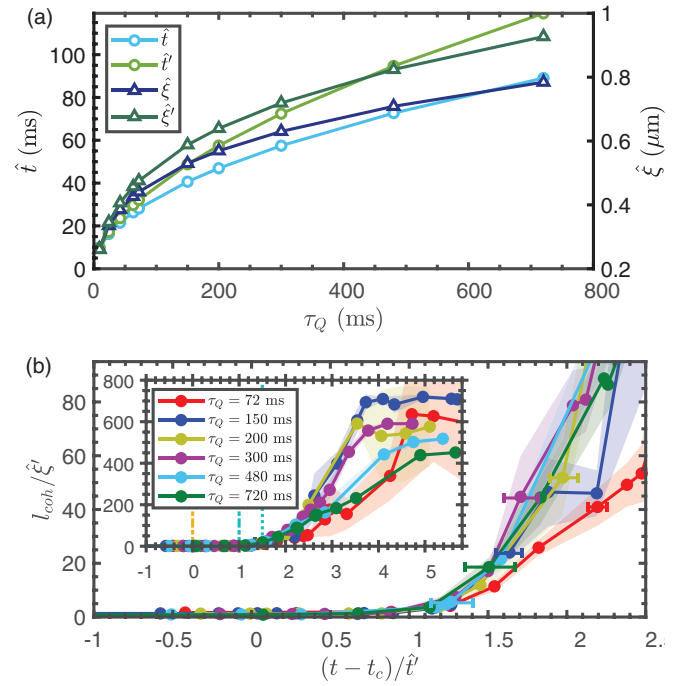 (a)
120
100
80
60
40
20
0
t̂ (ms)
t̂
t̂′
ξ̂
ξ̂′
1
0.8
0.6
0.4
0.2
ξ̂ (μm)
0 200 400 600 800
τ_Q (ms)
(b)
80
60
40
20
0
l_coh/ξ̂′
800
600
400
200
0
τ_Q = 72 ms
τ_Q = 150 ms
τ_Q = 200 ms
τ_Q = 300 ms
τ_Q = 480 ms
τ_Q = 720 ms
-1 0 1 2 3 4 5
-1 -0.5 0 0.5 1 1.5 2 2.5
(t − t_c)/t̂′